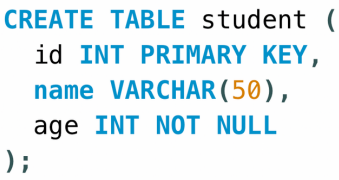 CREATE TABLE student (
  id INT PRIMARY KEY,
  name VARCHAR(50),
  age INT NOT NULL
);